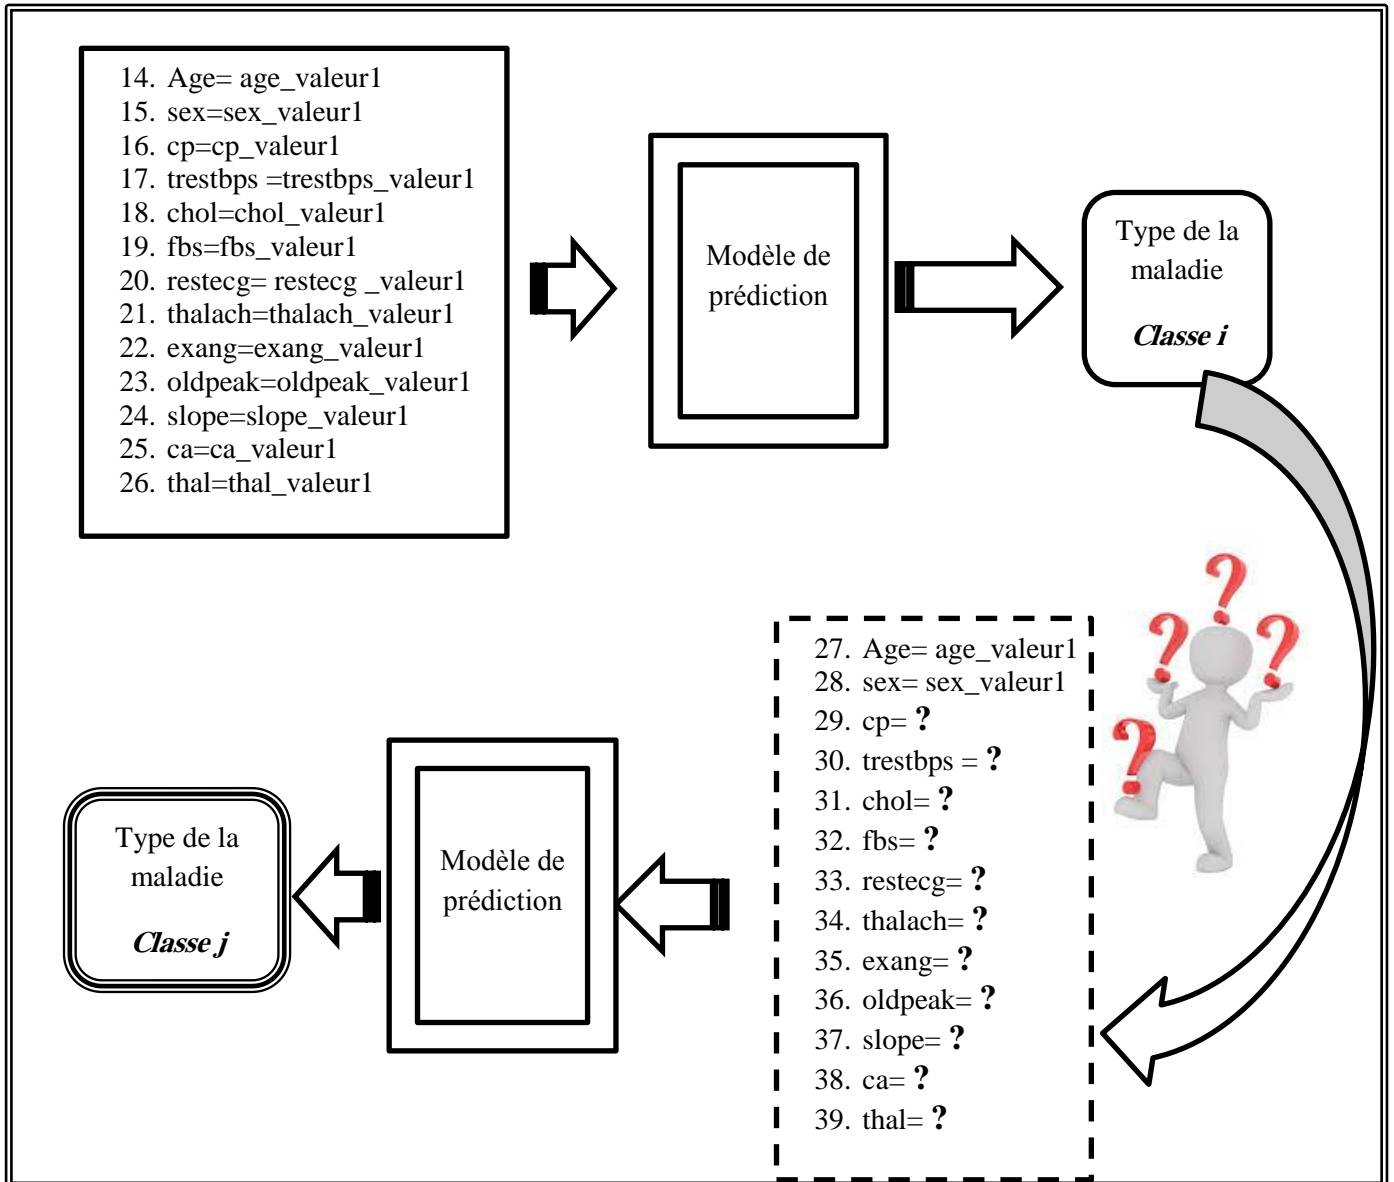 14. Age= age_valeur1
15. sex=sex_valeur1
16. cp=cp_valeur1
17. trestbps =trestbps_valeur1
18. chol=chol_valeur1
19. fbs=fbs_valeur1
20. restecg= restecg _valeur1
21. thalach=thalach_valeur1
22. exang=exang_valeur1
23. oldpeak=oldpeak_valeur1
24. slope=slope_valeur1
25. ca=ca_valeur1
26. thal=thal_valeur1
Modèle de
prédiction
Type de la
maladie
Classe i
? 
? ?
?
27. Age= age_valeur1
28. sex= sex_valeur1
29. cp= ?
30. trestbps = ?
31. chol= ?
32. fbs= ?
33. restecg= ?
34. thalach= ?
35. exang= ?
36. oldpeak= ?
37. slope= ?
38. ca= ?
39. thal= ?
Modèle de
prédiction
Type de la
maladie
Classe j